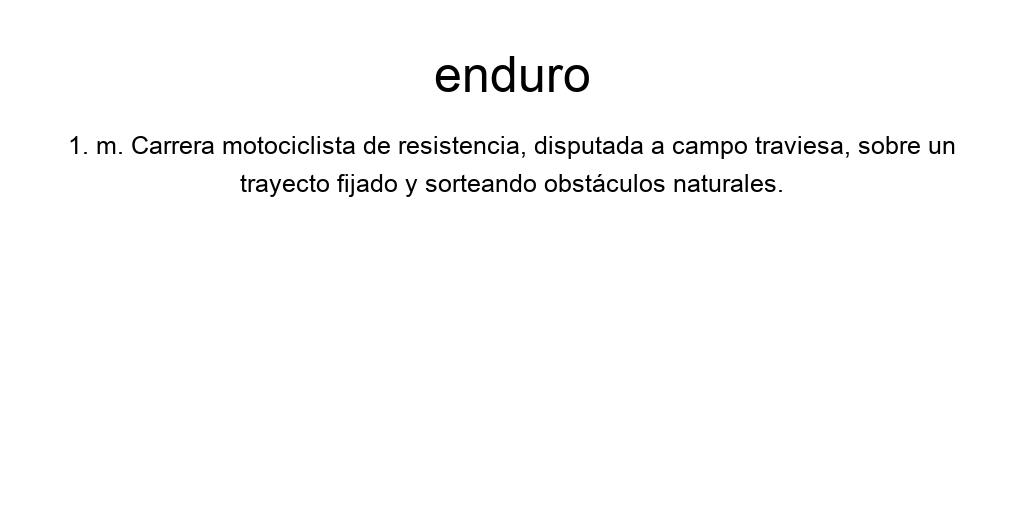 enduro
1. m. Carrera motociclista de resistencia, disputada a campo traviesa, sobre un
trayecto fijado y sorteando obstáculos naturales.